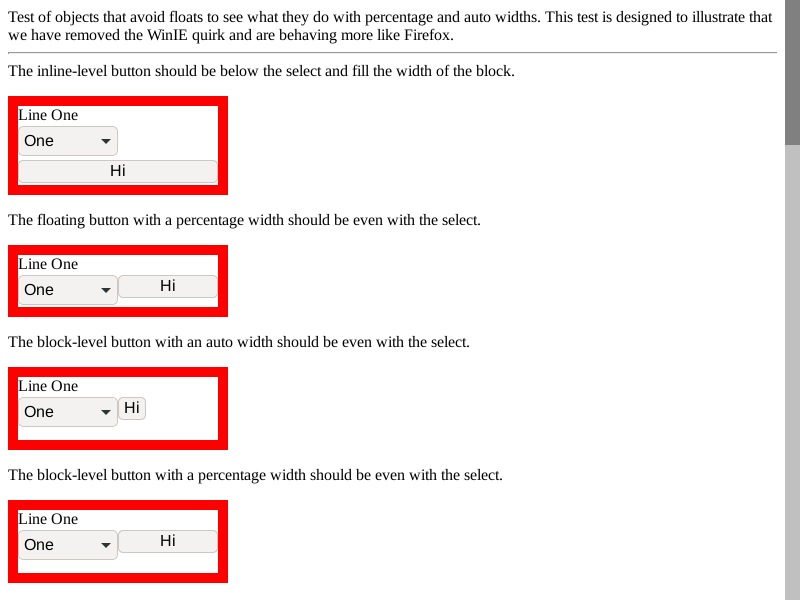 Test of objects that avoid floats to see what they do with percentage and auto widths. This test is designed to illustrate that
we have removed the WinIE quirk and are behaving more like Firefox.
The inline-level button should be below the select and fill the width of the block.
Line One
One
Hi
The floating button with a percentage width should be even with the select.
Line One
One Hi
The block-level button with an auto width should be even with the select.
Line One
One Hi
The block-level button with a percentage width should be even with the select.
Line One
One Hi